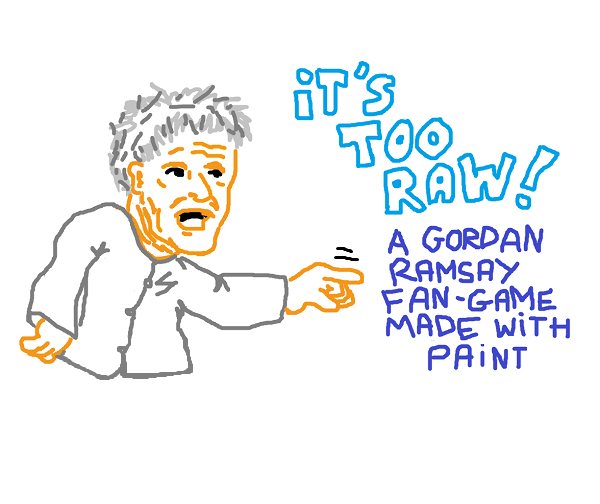 iT'S
TOO
RAW!
A GORDAN
RAMSAY
FAN-GAME
MADE WiTH
PAiNT